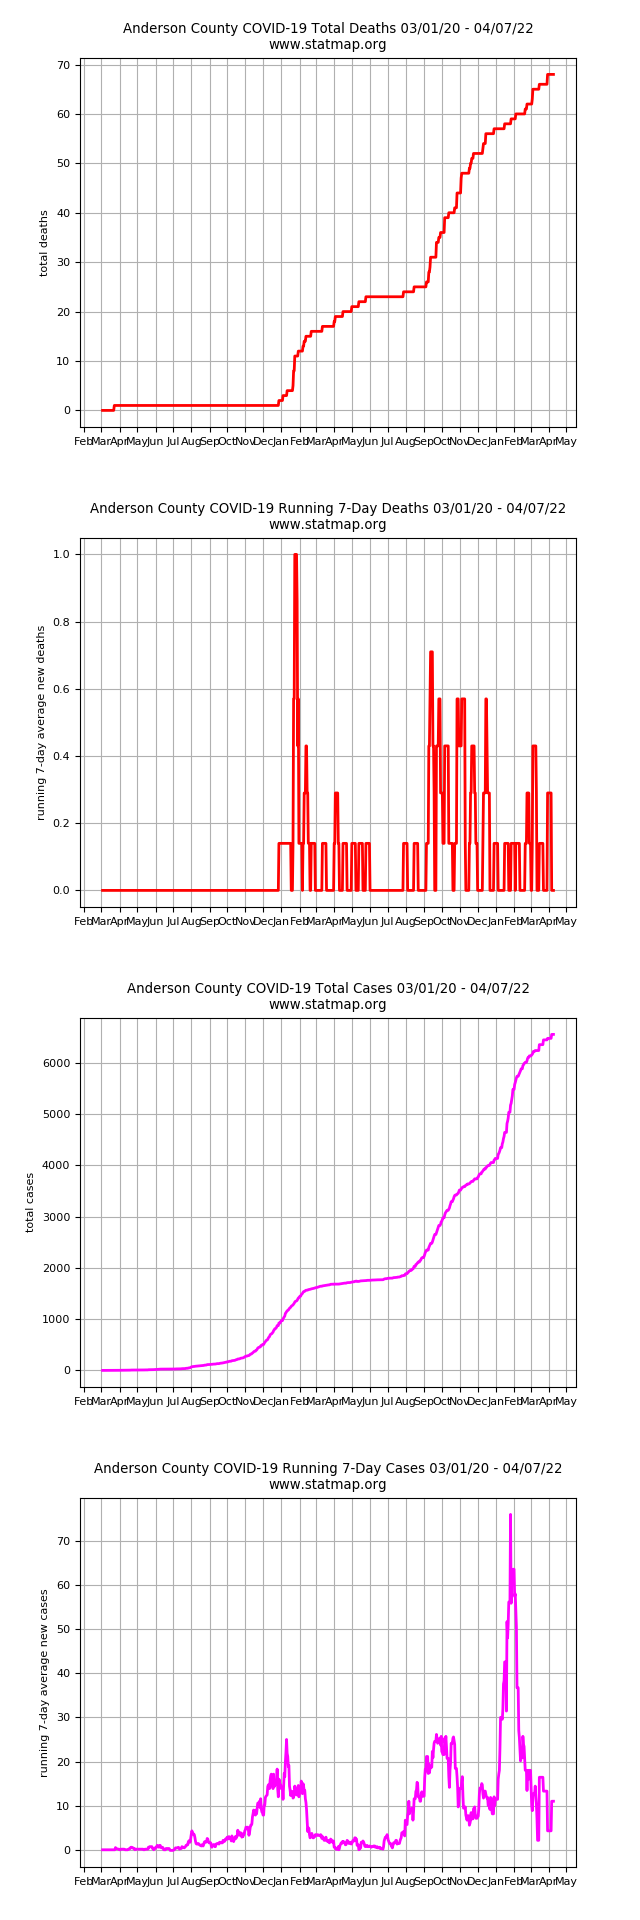 Anderson County COVID-19 Total Deaths 03/01/20 - 04/07/22
www.statmap.org
70
60
50
40
30
20
10
0
total deaths
Feb Mar Apr May Jun Jul Aug Sep Oct Nov Dec Jan Feb Mar Apr May Jun Jul Aug Sep Oct Nov Dec Jan Feb Mar Apr May
Anderson County COVID-19 Running 7-Day Deaths 03/01/20 - 04/07/22
www.statmap.org
1.0
0.8
0.6
0.4
0.2
0.0
running 7-day average new deaths
Feb Mar Apr May Jun Jul Aug Sep Oct Nov Dec Jan Feb Mar Apr May Jun Jul Aug Sep Oct Nov Dec Jan Feb Mar Apr May
Anderson County COVID-19 Total Cases 03/01/20 - 04/07/22
www.statmap.org
6000
5000
4000
3000
2000
1000
0
total cases
Feb Mar Apr May Jun Jul Aug Sep Oct Nov Dec Jan Feb Mar Apr May Jun Jul Aug Sep Oct Nov Dec Jan Feb Mar Apr May
Anderson County COVID-19 Running 7-Day Cases 03/01/20 - 04/07/22
www.statmap.org
70
60
50
40
30
20
10
0
running 7-day average new cases
Feb Mar Apr May Jun Jul Aug Sep Oct Nov Dec Jan Feb Mar Apr May Jun Jul Aug Sep Oct Nov Dec Jan Feb Mar Apr May